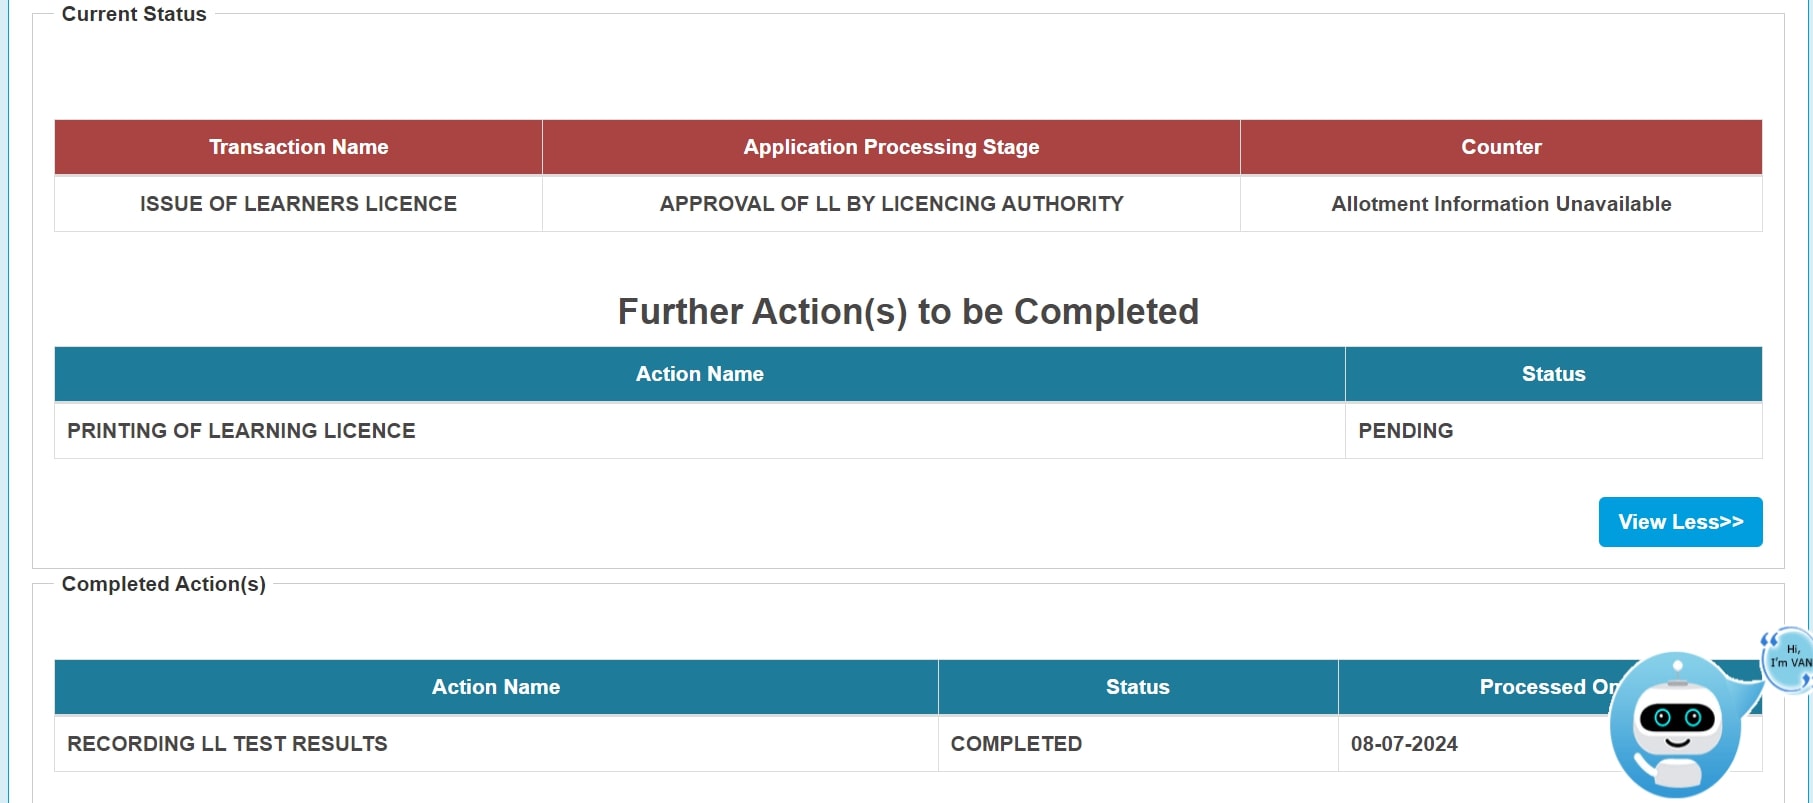 Current Status
Transaction Name Application Processing Stage Counter
ISSUE OF LEARNERS LICENCE APPROVAL OF LL BY LICENCING AUTHORITY Allotment Information Unavailable
Further Action(s) to be Completed
Action Name Status
PRINTING OF LEARNING LICENCE PENDING
View Less>>
Completed Action(s)
Hi,
I'm VAN
Action Name Status Processed On
RECORDING LL TEST RESULTS COMPLETED 08-07-2024